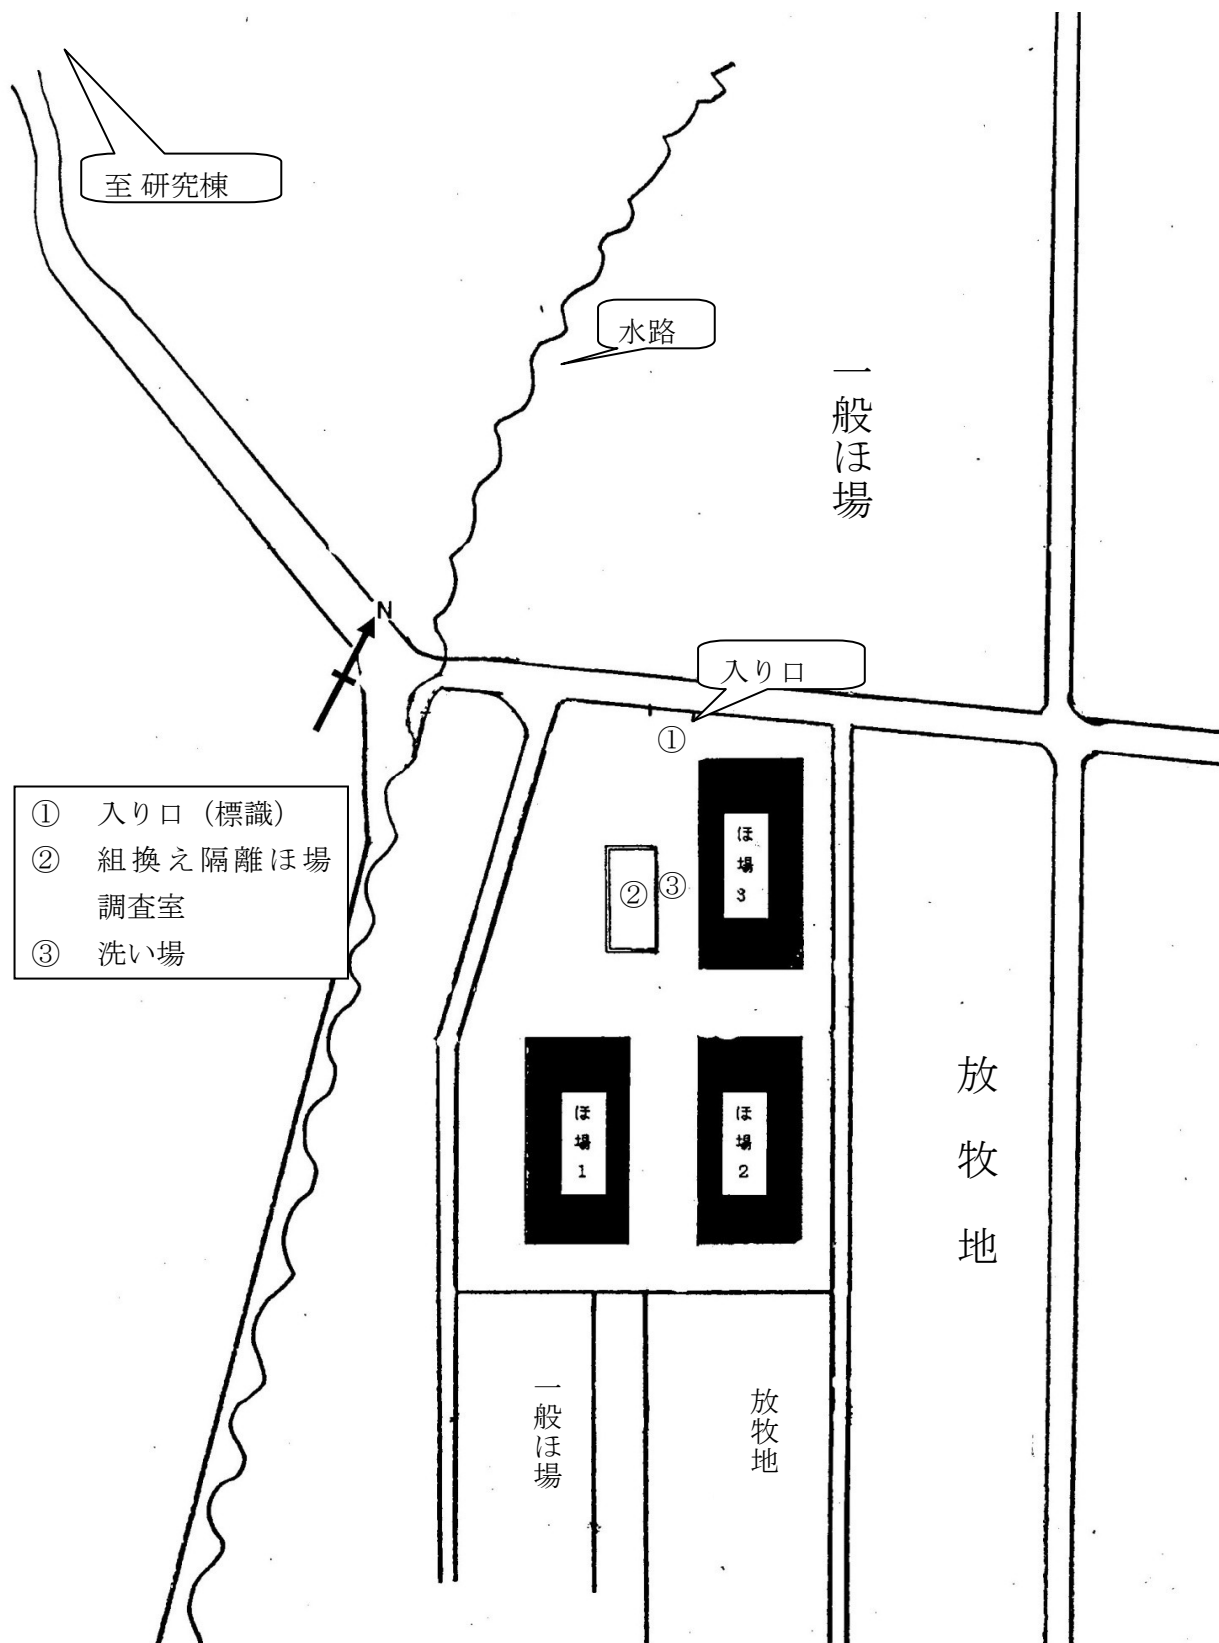 至 研究棟
水路
一般ほ場
N
入り口
①
① 入り口（標識）
② 組換え隔離ほ場
調査室
③ 洗い場
②
③
ほ場3
放牧地
ほ場1
ほ場2
一般ほ場
放牧地